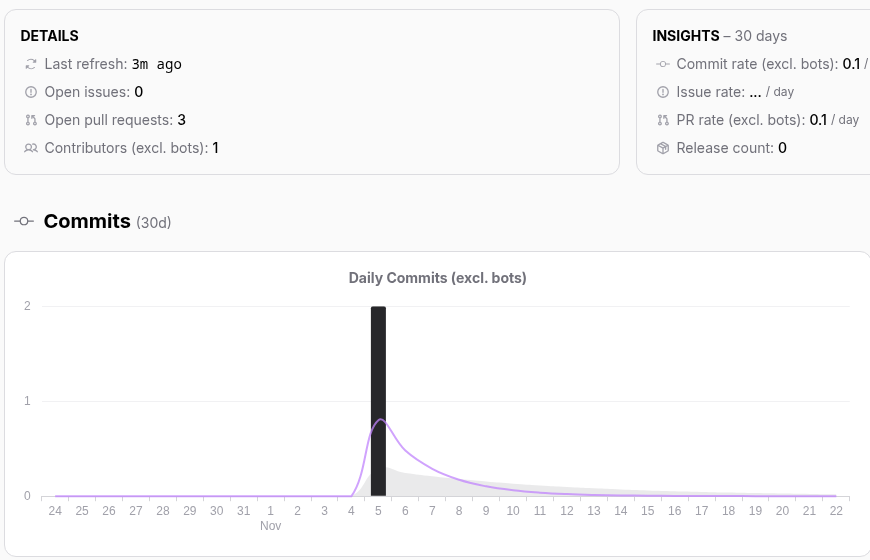 DETAILS
Last refresh: 3m ago
Open issues: 0
Open pull requests: 3
Contributors (excl. bots): 1
INSIGHTS – 30 days
Commit rate (excl. bots): 0.1 /
Issue rate: ... / day
PR rate (excl. bots): 0.1 / day
Release count: 0
Commits (30d)
Daily Commits (excl. bots)
2
1
0
24 25 26 27 28 29 30 31 1 2 3 4 5 6 7 8 9 10 11 12 13 14 15 16 17 18 19 20 21 22
Nov